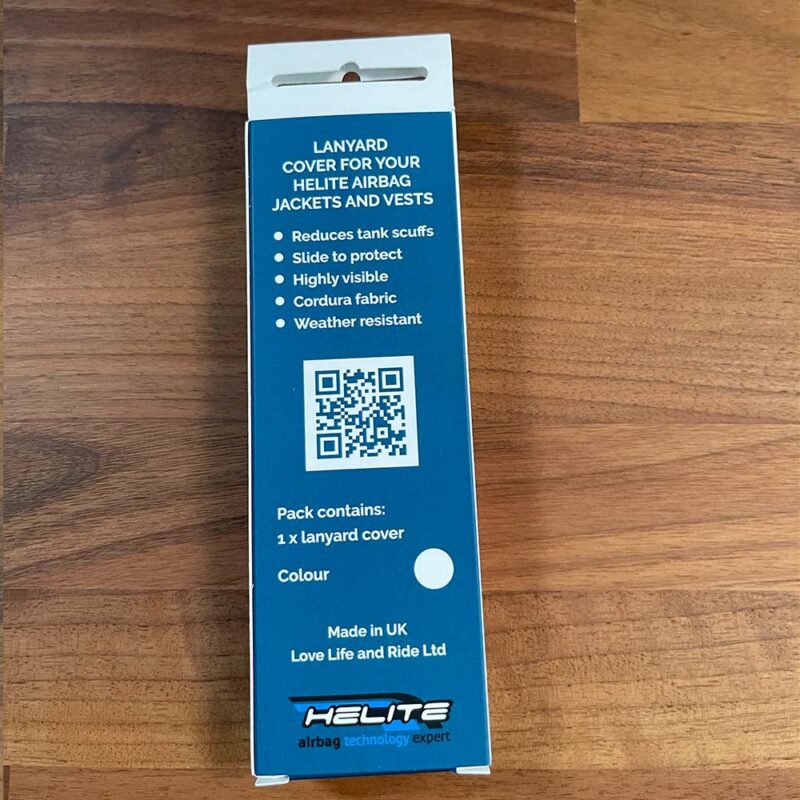 LANYARD
COVER FOR YOUR
HELITE AIRBAG
JACKETS AND VESTS
Reduces tank scuffs
Slide to protect
Highly visible
Cordura fabric
Weather resistant
Pack contains:
1 x lanyard cover
Colour
Made in UK
Love Life and Ride Ltd
HELITE
airbag technology expert